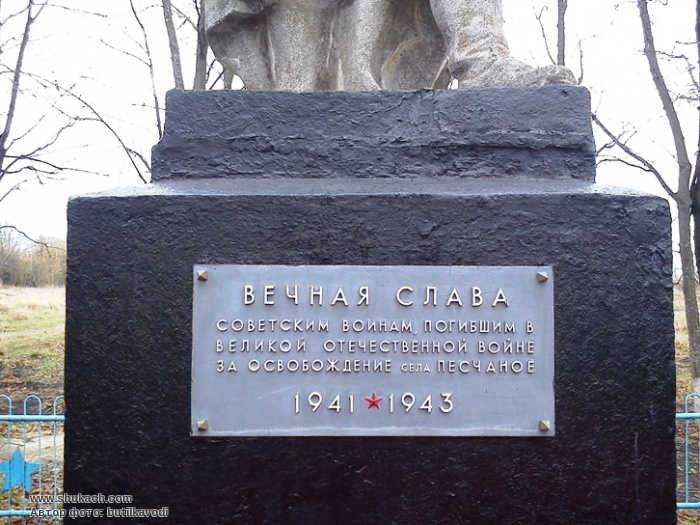 ВЕЧНАЯ СЛАВА
СОВЕТСКИМ ВОИНАМ, ПОГИБШИМ В
ВЕЛИКОЙ ОТЕЧЕСТВЕННОЙ ВОЙНЕ
ЗА ОСВОБОЖДЕНИЕ СЕЛА ПЕСЧАНОЕ
1941 ★ 1943
www.shukach.com
Автор фото: butilkavodi